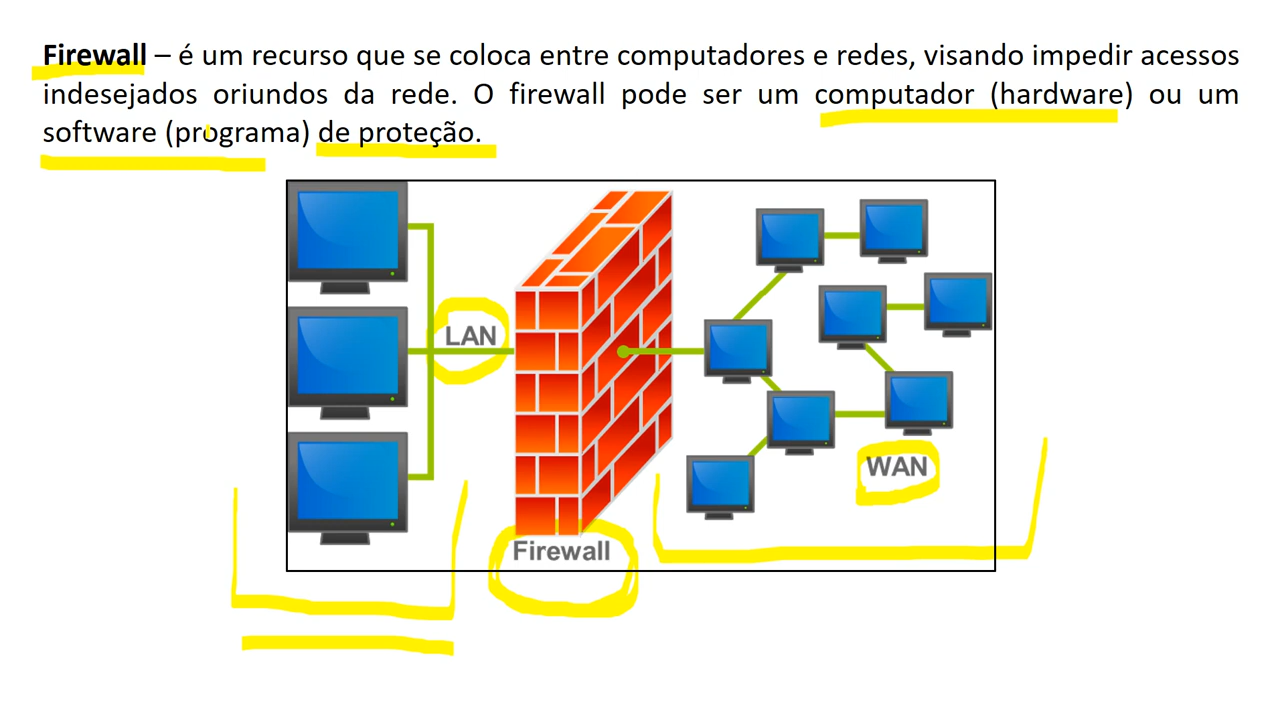 Firewall – é um recurso que se coloca entre computadores e redes, visando impedir acessos
indesejados oriundos da rede. O firewall pode ser um computador (hardware) ou um
software (programa) de proteção.
LAN
WAN
Firewall